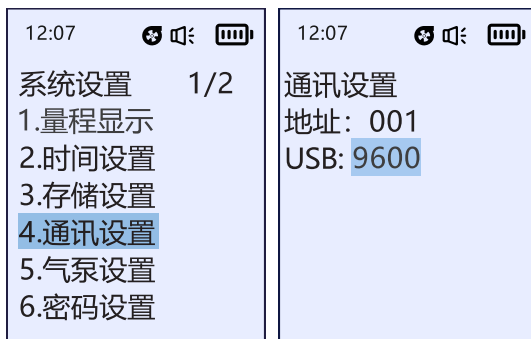 12:07
系统设置 1/2
1.量程显示
2.时间设置
3.存储设置
4.通讯设置
5.气泵设置
6.密码设置
12:07
通讯设置
地址：001
USB: 9600